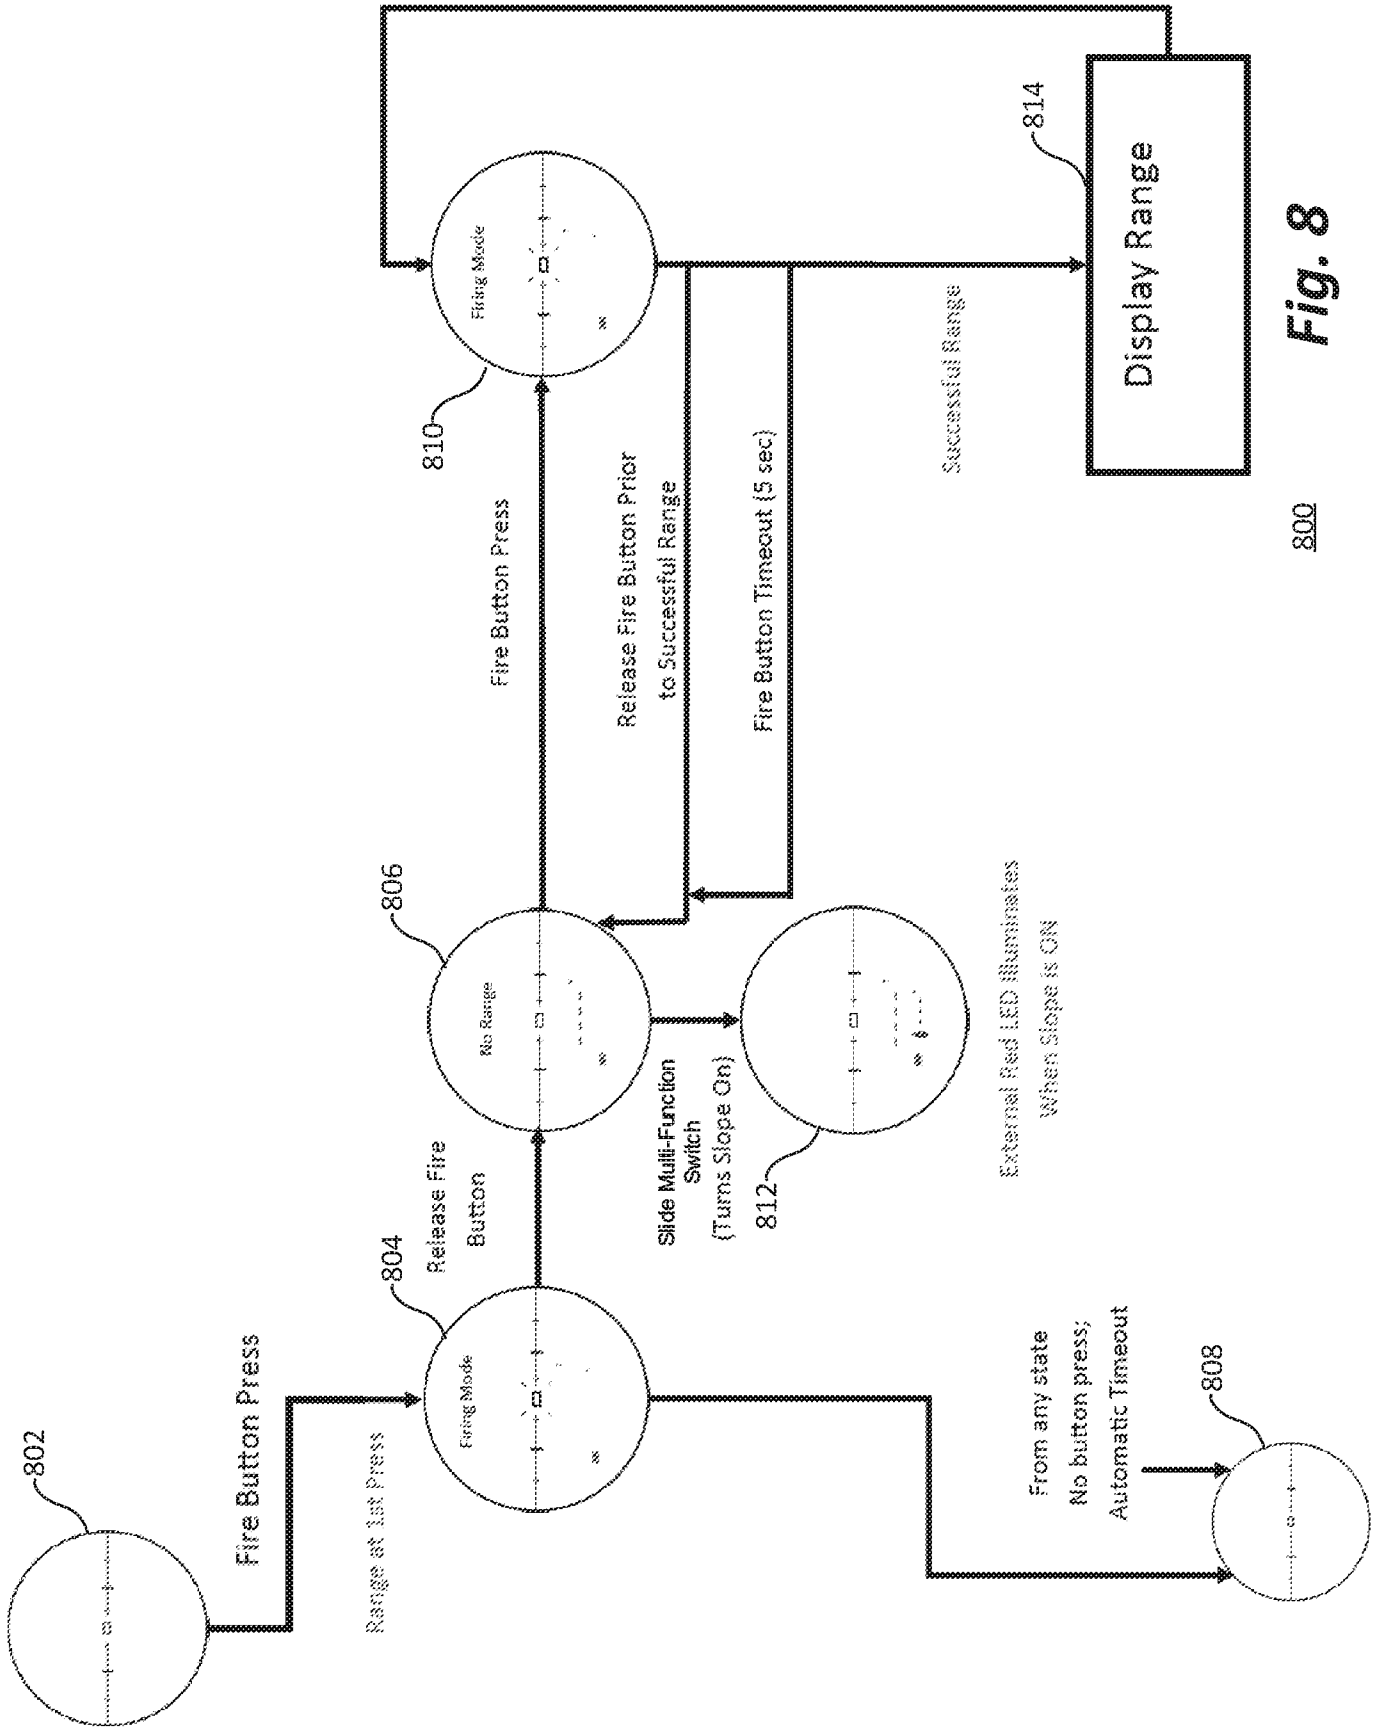 802
Fire Button Press
Range at 1st Press
804
Firing Mode
Release Fire
Button
806
No Range
Fire Button Press
810
Firing Mode
Release Fire Button Prior
to Successful Range
Fire Button Timeout (5 sec)
Slide Multi-Function
Switch
(Turns Slope On)
812
External Red LED Illuminates
When Slope is ON
Successful Range
814
Display Range
From any state
No button press;
Automatic Timeout
808
800
Fig. 8